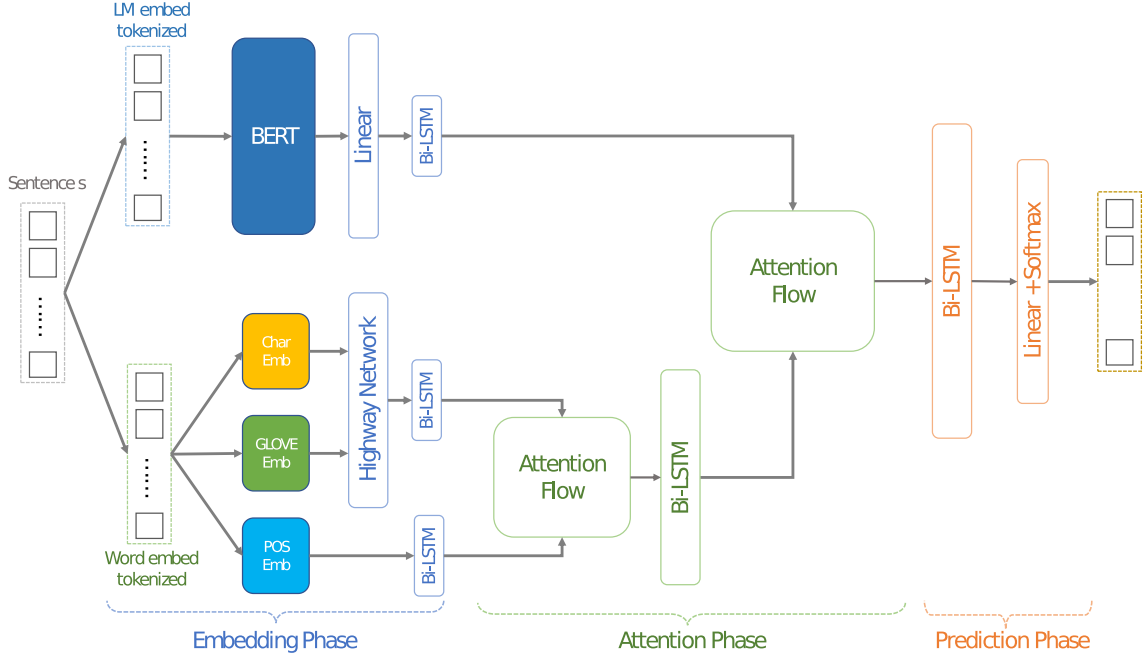 LM embed
tokenized
Sentence s
BERT
Linear
Bi-LSTM
Char
Emb
GLOVE
Emb
POS
Emb
Highway Network
Bi-LSTM
Bi-LSTM
Word embed
tokenized
Attention
Flow
Bi-LSTM
Attention
Flow
Bi-LSTM
Linear +Softmax
Embedding Phase
Attention Phase
Prediction Phase